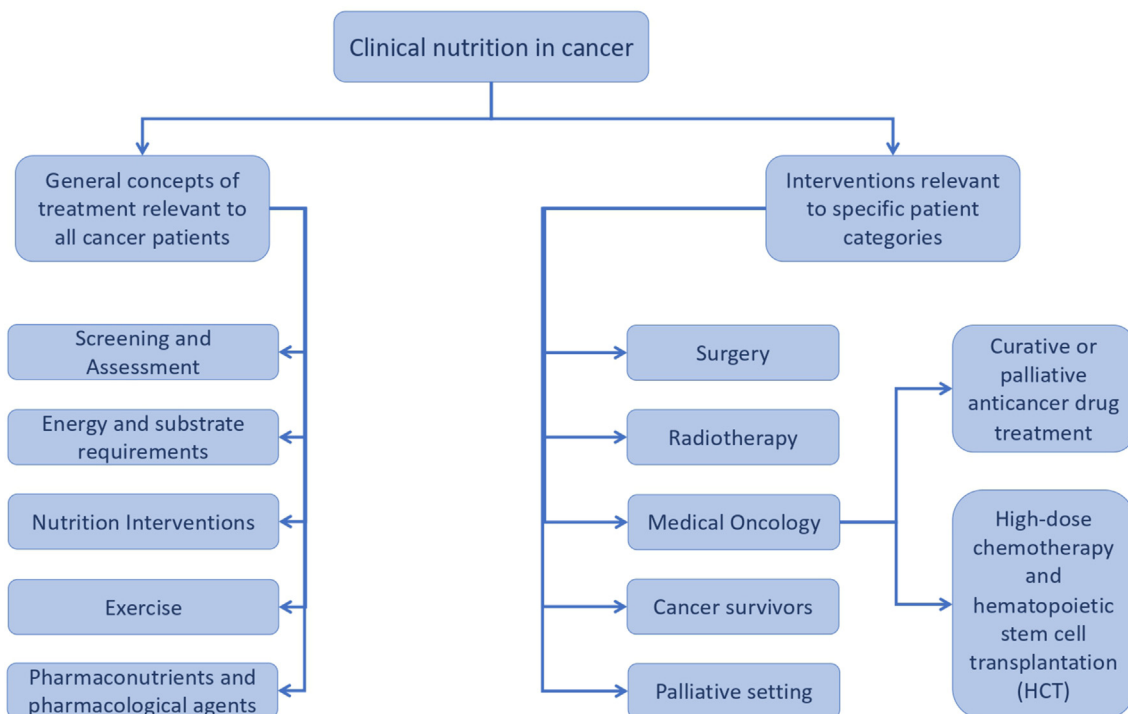 Clinical nutrition in cancer
General concepts of
treatment relevant to
all cancer patients
Interventions relevant
to specific patient
categories
Screening and
Assessment
Energy and substrate
requirements
Nutrition Interventions
Exercise
Pharmaconutrients and
pharmacological agents
Surgery
Radiotherapy
Medical Oncology
Cancer survivors
Palliative setting
Curative or
palliative
anticancer drug
treatment
High-dose
chemotherapy
and
hematopoietic
stem cell
transplantation
(HCT)